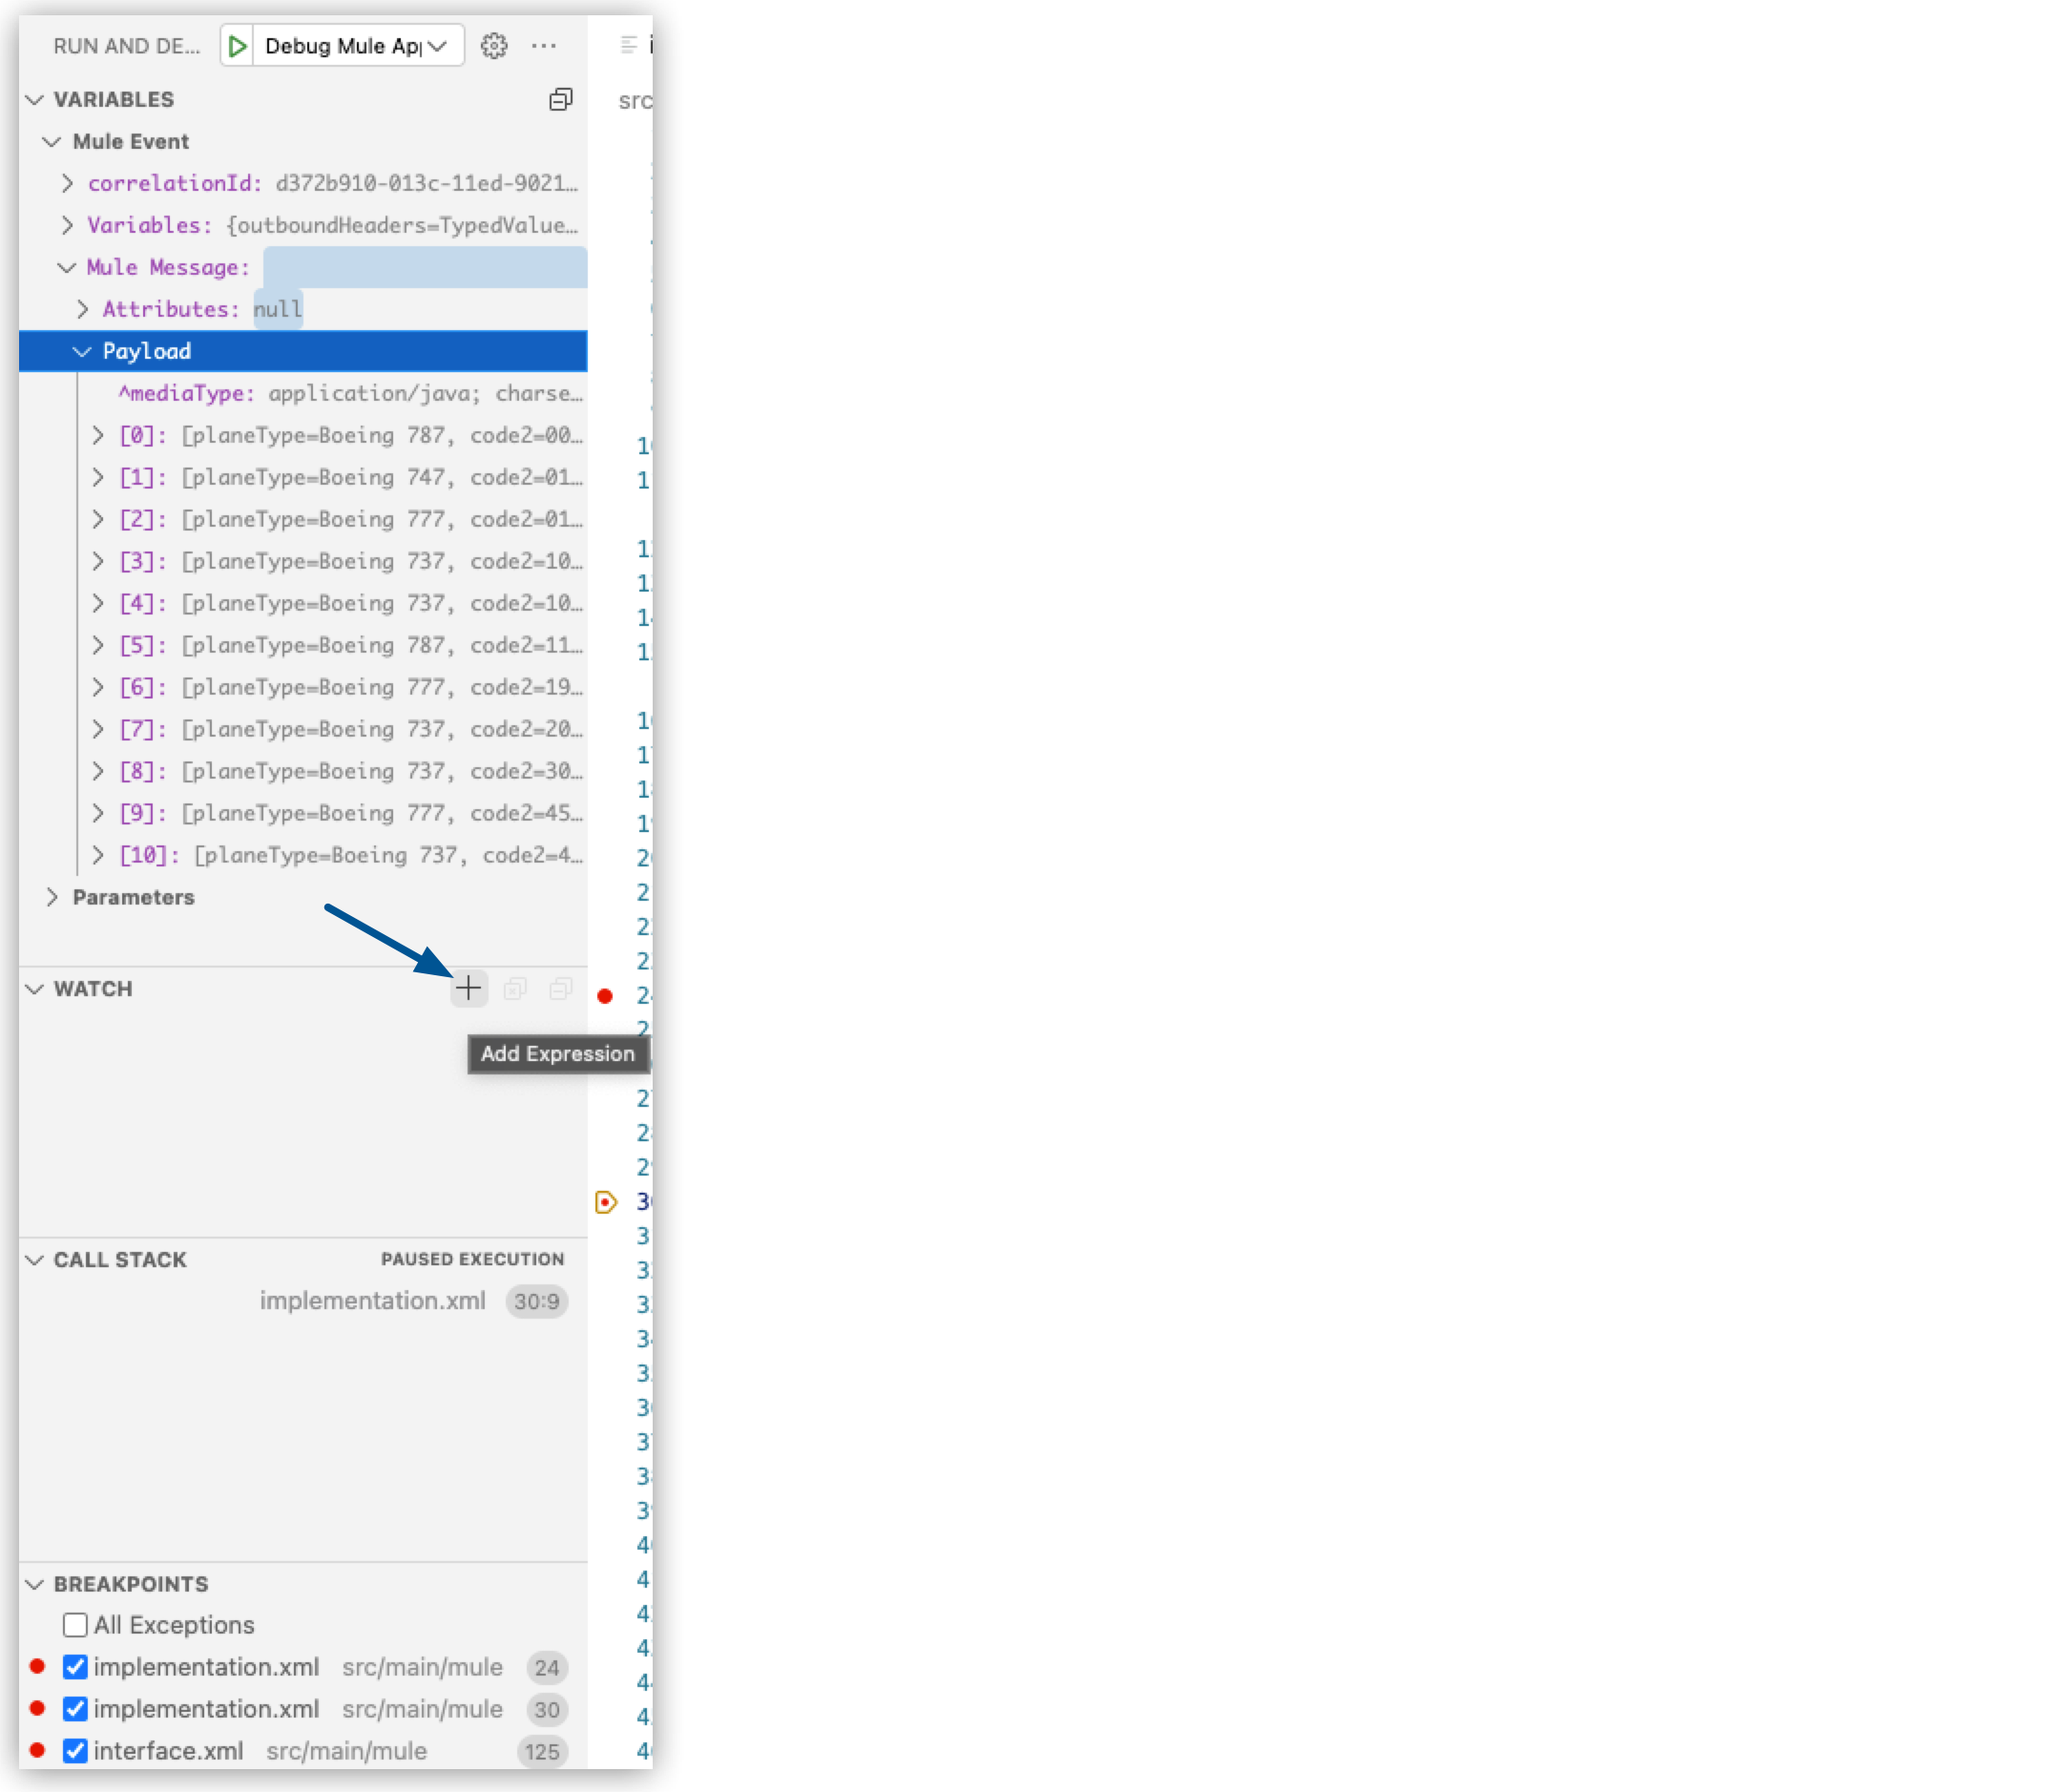 RUN AND DE... Debug Mule Ap
VARIABLES
src
Mule Event
correlationId: d372b910-013c-11ed-9021...
Variables: {outboundHeaders=TypedValue...
Mule Message:
Attributes: null
Payload
^mediaType: application/java; charse...
[0]: [planeType=Boeing 787, code2=00...
[1]: [planeType=Boeing 747, code2=01...
[2]: [planeType=Boeing 777, code2=01...
[3]: [planeType=Boeing 737, code2=10...
[4]: [planeType=Boeing 737, code2=10...
[5]: [planeType=Boeing 787, code2=11...
[6]: [planeType=Boeing 777, code2=19...
[7]: [planeType=Boeing 737, code2=20...
[8]: [planeType=Boeing 737, code2=30...
[9]: [planeType=Boeing 777, code2=45...
[10]: [planeType=Boeing 737, code2=4...
Parameters
WATCH
Add Expression
CALL STACK PAUSED EXECUTION
implementation.xml 30:9
BREAKPOINTS
All Exceptions
implementation.xml src/main/mule 24
implementation.xml src/main/mule 30
interface.xml src/main/mule 125